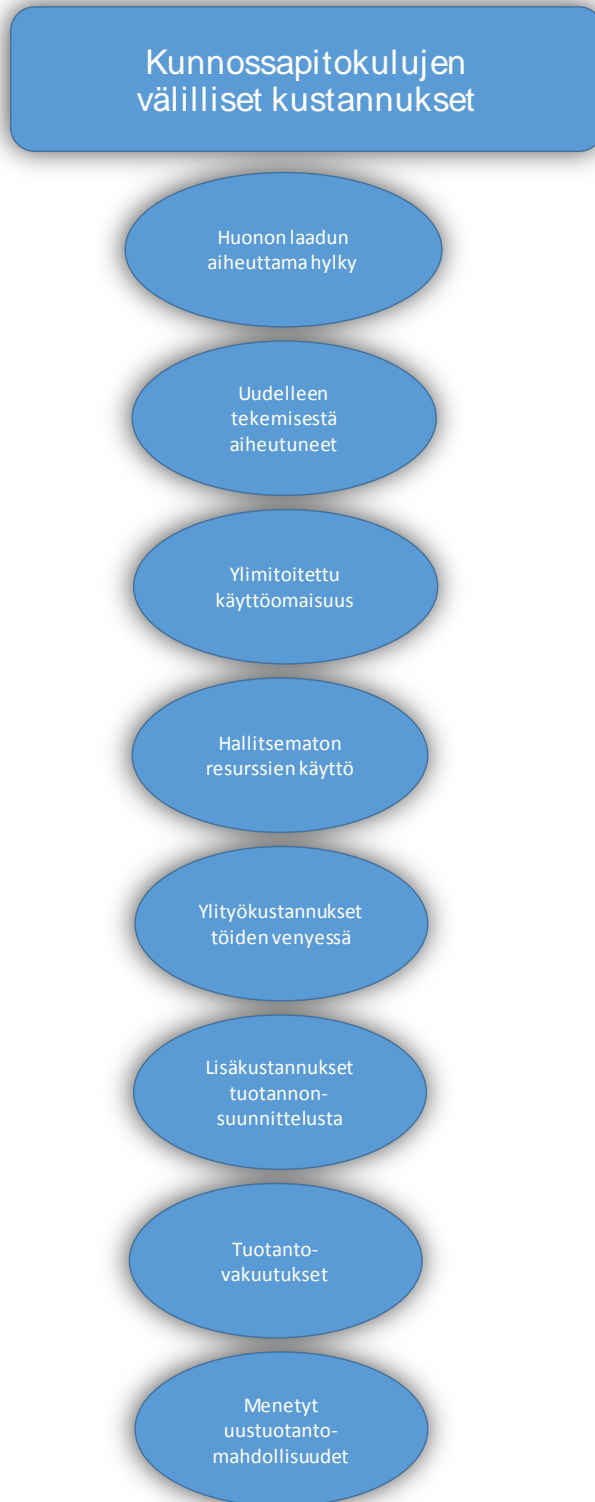 Kunnossapitokulujen
välilliset kustannukset
Huonon laadun
aiheuttama hylky
Uudelleen
tekemisestä
aiheutuneet
Ylimitoitettu
käyttöomaisuus
Hallitsematon
resurssien käyttö
Ylityökustannukset
töiden venyessä
Lisäkustannukset
tuotannon-
suunnittelusta
Tuotanto-
vakuutukset
Menetyt
uustuotanto-
mahdollisuudet